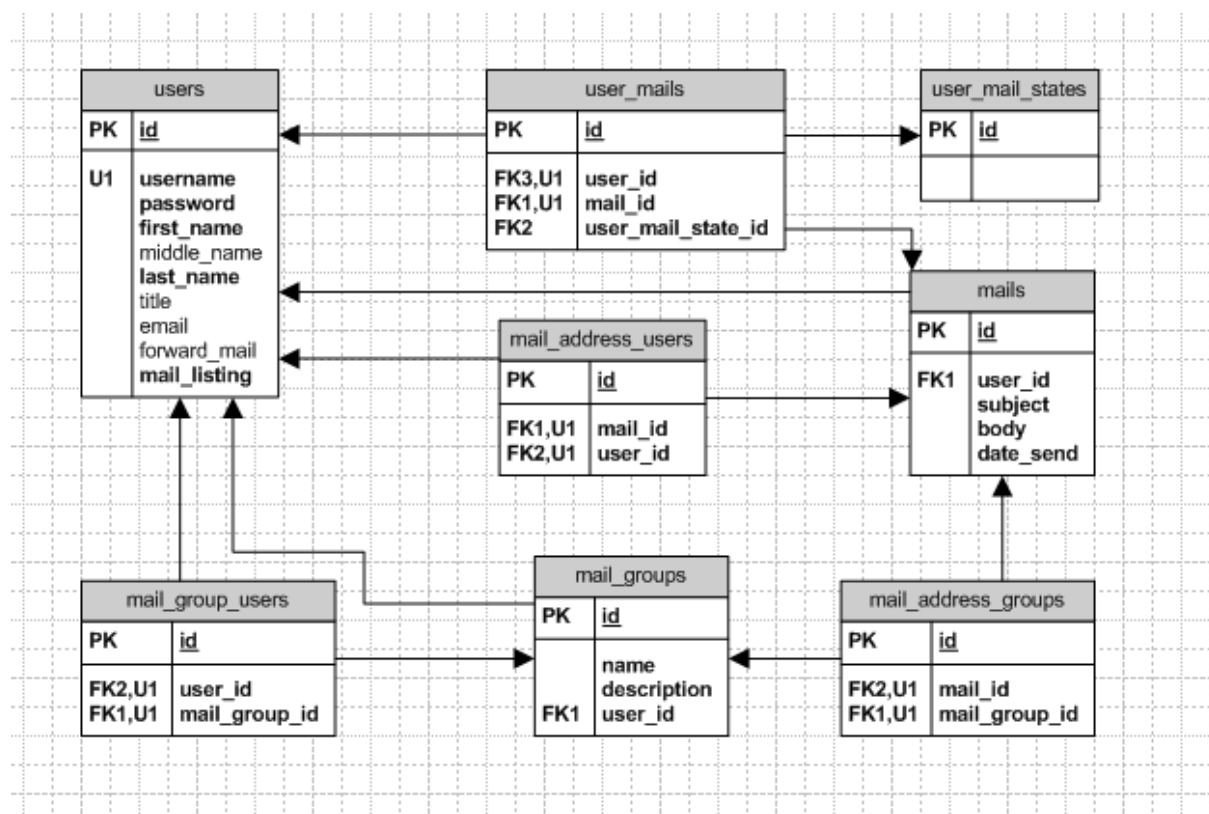 users
PK id
U1 username
password
first_name
middle_name
last_name
title
email
forward_mail
mail_listing
user_mails
PK id
FK3,U1 user_id
FK1,U1 mail_id
FK2 user_mail_state_id
user_mail_states
PK id
mails
PK id
FK1 user_id
subject
body
date_send
mail_address_users
PK id
FK1,U1 mail_id
FK2,U1 user_id
mail_group_users
PK id
FK2,U1 user_id
FK1,U1 mail_group_id
mail_groups
PK id
name
description
FK1 user_id
mail_address_groups
PK id
FK2,U1 mail_id
FK1,U1 mail_group_id